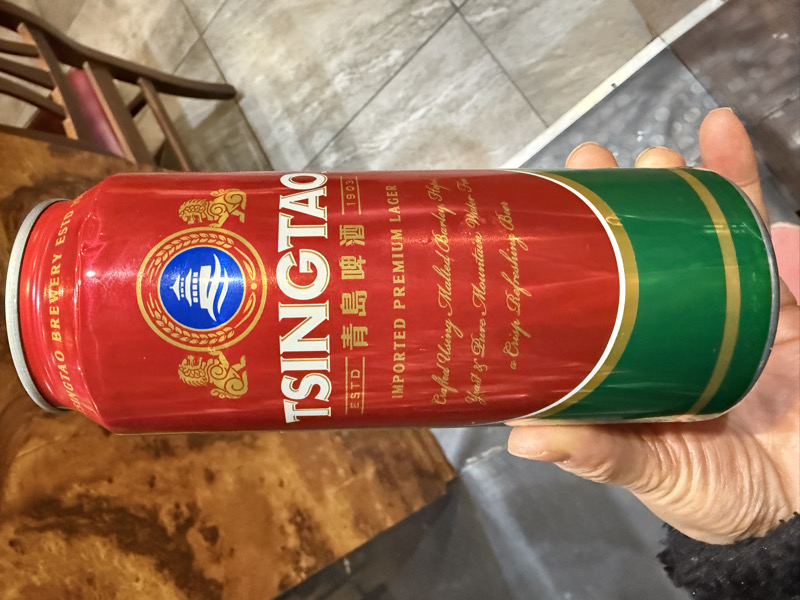 TSINGTAO BREWERY ESTD
TSINGTAO
ESTD 青島啤酒 1903
IMPORTED PREMIUM LAGER
Crafted Using Malted Barley, Hops,
Yeast & Pure Mountain Water For
a Crisp Refreshing Beer